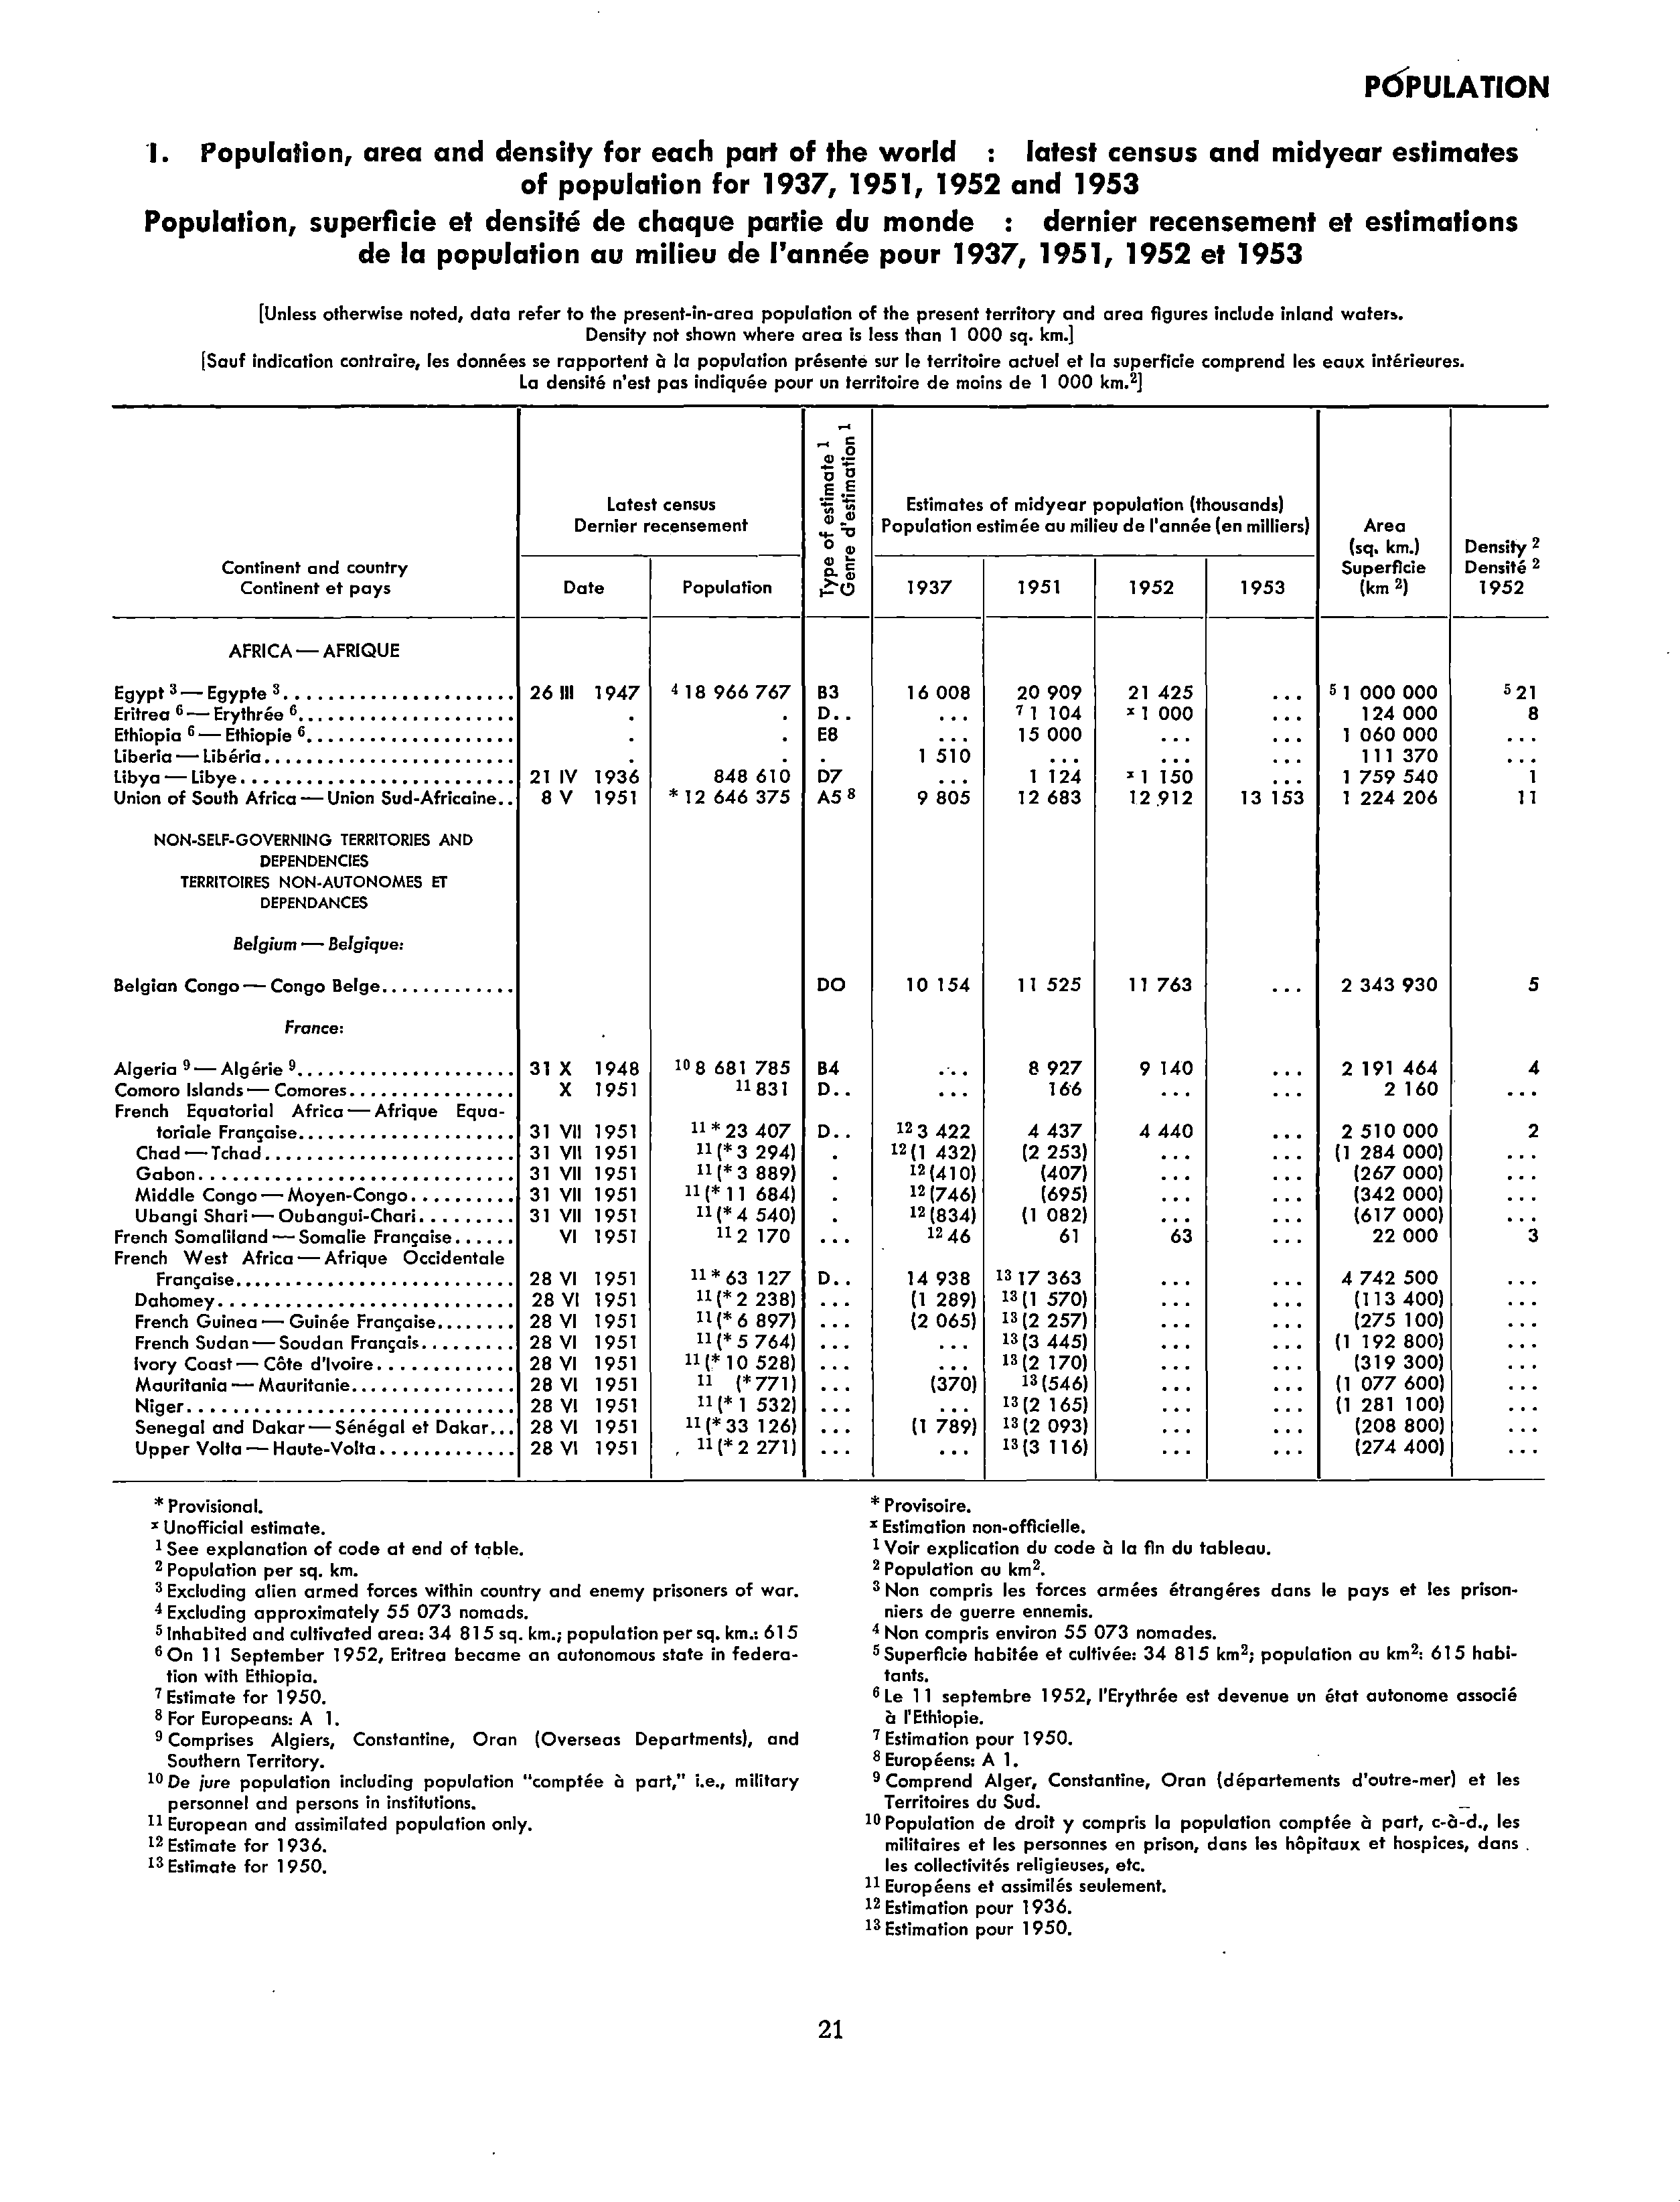 POPULATION
1. Population, area and density for each part of the world : latest census and midyear estimates
of population for 1937, 1951, 1952 and 1953
Population, superficie et densité de chaque partie du monde : dernier recensement et estimations
de la population au milieu de l'année pour 1937, 1951, 1952 et 1953
[Unless otherwise noted, data refer to the present-in-area population of the present territory and area figures include inland waters.
Density not shown where area is less than 1 000 sq. km.]
[Sauf indication contraire, les données se rapportent à la population présente sur le territoire actuel et la superficie comprend les eaux intérieures.
La densité n'est pas indiquée pour un territoire de moins de 1 000 km.²]
Continent and country
Continent et pays
Latest census
Dernier recensement
Date
Population
Type of estimate 1
Genre d'estimation 1
Estimates of midyear population (thousands)
Population estimée au milieu de l'année (en milliers)
1937 1951 1952 1953
Area
(sq. km.)
Superficie
(km ²)
Density 2
Densité 2
1952
AFRICA — AFRIQUE
Egypt 3 — Egypte 3...................... 26 III 1947 4 18 966 767 B3 16 008 20 909 21 425 ... 5 1 000 000 5 21
Eritrea 6 — Erythrée 6..................... . . D.. ... 7 1 104 x 1 000 ... 124 000 8
Ethiopia 6 — Ethiopie 6.................... . . E8 ... 15 000 ... ... 1 060 000 ...
Liberia — Libéria........................ . . . 1 510 ... ... ... 111 370 ...
Libya — Libye.......................... 21 IV 1936 848 610 D7 ... 1 124 x 1 150 ... 1 759 540 1
Union of South Africa — Union Sud-Africaine.. 8 V 1951 * 12 646 375 A5 8 9 805 12 683 12 912 13 153 1 224 206 11
NON-SELF-GOVERNING TERRITORIES AND
DEPENDENCIES
TERRITOIRES NON-AUTONOMES ET
DEPENDANCES
Belgium — Belgique:
Belgian Congo — Congo Belge............. DO 10 154 11 525 11 763 ... 2 343 930 5
France:
Algeria 9 — Algérie 9..................... 31 X 1948 10 8 681 785 B4 ... 8 927 9 140 ... 2 191 464 4
Comoro Islands — Comores................ X 1951 11 831 D.. ... 166 ... ... 2 160 ...
French Equatorial Africa — Afrique Equa-
toriale Française..................... 31 VII 1951 11 * 23 407 D.. 12 3 422 4 437 4 440 ... 2 510 000 2
Chad — Tchad........................ 31 VII 1951 11 (* 3 294) . 12 (1 432) (2 253) ... ... (1 284 000) ...
Gabon.............................. 31 VII 1951 11 (* 3 889) . 12 (410) (407) ... ... (267 000) ...
Middle Congo — Moyen-Congo.......... 31 VII 1951 11 (* 11 684) . 12 (746) (695) ... ... (342 000) ...
Ubangi Shari — Oubangui-Chari......... 31 VII 1951 11 (* 4 540) . 12 (834) (1 082) ... ... (617 000) ...
French Somaliland — Somalie Française...... VI 1951 11 2 170 ... 12 46 61 63 ... 22 000 3
French West Africa — Afrique Occidentale
Française........................... 28 VI 1951 11 * 63 127 D.. 14 938 13 17 363 ... ... 4 742 500 ...
Dahomey............................ 28 VI 1951 11 (* 2 238) ... (1 289) 13 (1 570) ... ... (113 400) ...
French Guinea — Guinée Française........ 28 VI 1951 11 (* 6 897) ... (2 065) 13 (2 257) ... ... (275 100) ...
French Sudan — Soudan Français......... 28 VI 1951 11 (* 5 764) ... ... 13 (3 445) ... ... (1 192 800) ...
Ivory Coast — Côte d'Ivoire............. 28 VI 1951 11 (* 10 528) ... ... 13 (2 170) ... ... (319 300) ...
Mauritania — Mauritanie................ 28 VI 1951 11 (* 771) ... (370) 13 (546) ... ... (1 077 600) ...
Niger............................... 28 VI 1951 11 (* 1 532) ... ... 13 (2 165) ... ... (1 281 100) ...
Senegal and Dakar — Sénégal et Dakar... 28 VI 1951 11 (* 33 126) ... (1 789) 13 (2 093) ... ... (208 800) ...
Upper Volta — Haute-Volta............. 28 VI 1951 11 (* 2 271) ... ... 13 (3 116) ... ... (274 400) ...
* Provisional.
x Unofficial estimate.
1 See explanation of code at end of table.
2 Population per sq. km.
3 Excluding alien armed forces within country and enemy prisoners of war.
4 Excluding approximately 55 073 nomads.
5 Inhabited and cultivated area: 34 815 sq. km.; population per sq. km.: 615
6 On 11 September 1952, Eritrea became an autonomous state in federa-
tion with Ethiopia.
7 Estimate for 1950.
8 For Europeans: A 1.
9 Comprises Algiers, Constantine, Oran (Overseas Departments), and
Southern Territory.
10 De jure population including population "comptée à part," i.e., military
personnel and persons in institutions.
11 European and assimilated population only.
12 Estimate for 1936.
13 Estimate for 1950.
* Provisoire.
x Estimation non-officielle.
1 Voir explication du code à la fin du tableau.
2 Population au km².
3 Non compris les forces armées étrangéres dans le pays et les prison-
niers de guerre ennemis.
4 Non compris environ 55 073 nomades.
5 Superficie habitée et cultivée: 34 815 km²; population au km²: 615 habi-
tants.
6 Le 11 septembre 1952, l'Erythrée est devenue un état autonome associé
à l'Ethiopie.
7 Estimation pour 1950.
8 Européens: A 1.
9 Comprend Alger, Constantine, Oran (départements d'outre-mer) et les
Territoires du Sud.
10 Population de droit y compris la population comptée à part, c-à-d., les
militaires et les personnes en prison, dans les hôpitaux et hospices, dans
les collectivités religieuses, etc.
11 Européens et assimilés seulement.
12 Estimation pour 1936.
13 Estimation pour 1950.
21